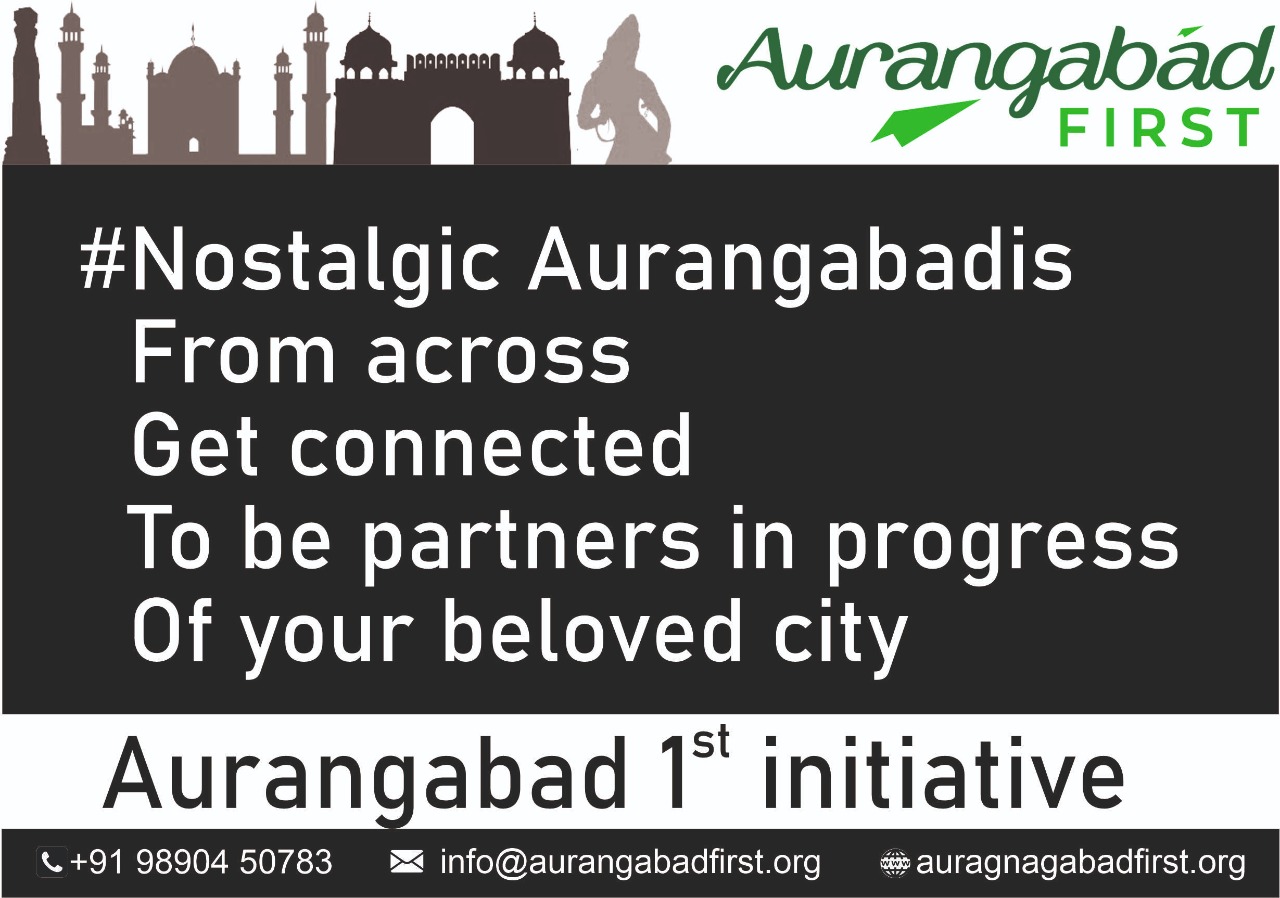 Aurangabad
FIRST
#Nostalgic Aurangabadis
From across
Get connected
To be partners in progress
Of your beloved city
Aurangabad 1st initiative
+91 98904 50783 info@aurangabadfirst.org www auragnagabadfirst.org